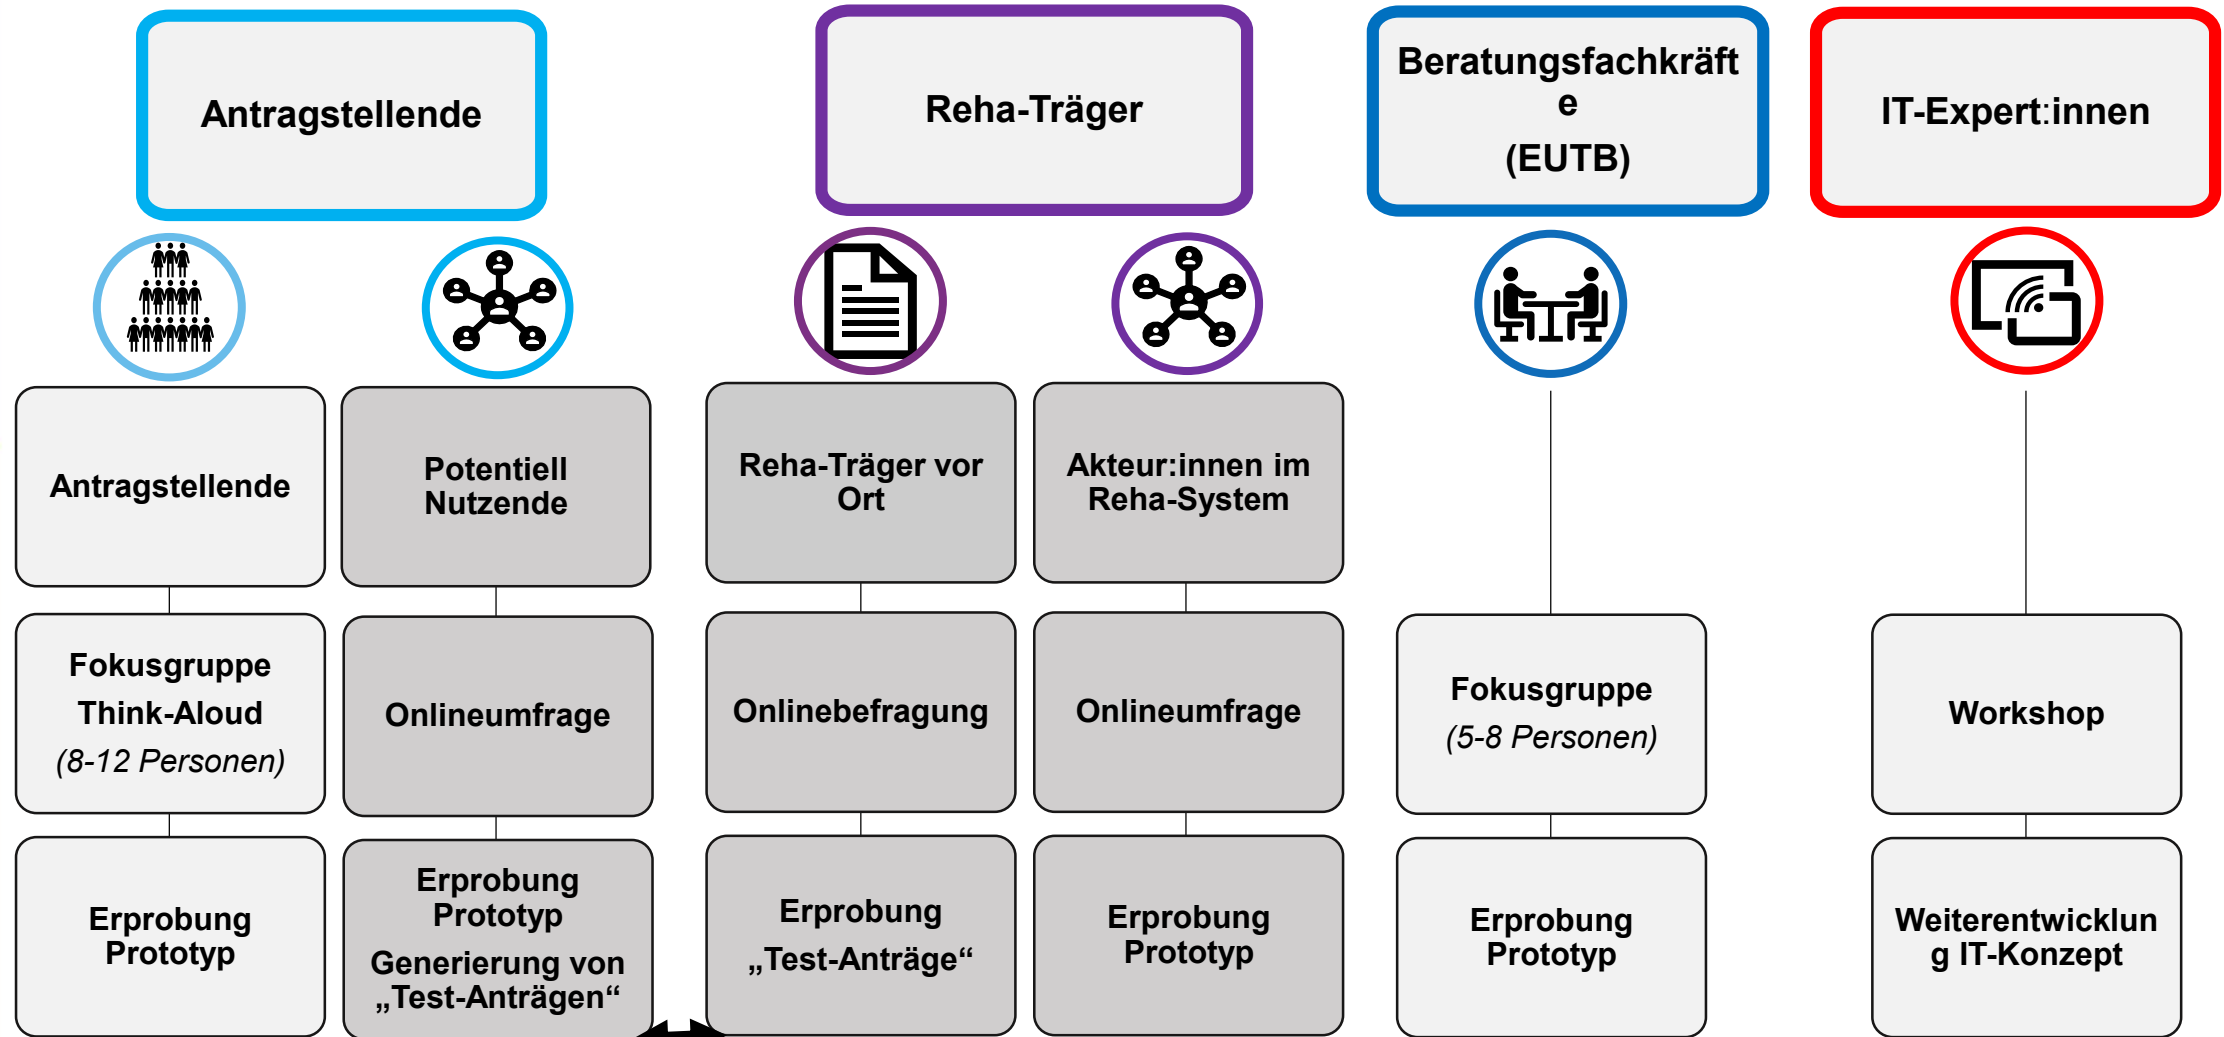 Antragstellende
Reha-Träger
Beratungsfachkräft
e
(EUTB)
IT-Expert:innen
Antragstellende
Potentiell
Nutzende
Reha-Träger vor
Ort
Akteur:innen im
Reha-System
Fokusgruppe
Think-Aloud
(8-12 Personen)
Onlineumfrage
Onlinebefragung
Onlineumfrage
Fokusgruppe
(5-8 Personen)
Workshop
Erprobung
Prototyp
Erprobung
Prototyp
Generierung von
„Test-Anträgen“
Erprobung
„Test-Anträge“
Erprobung
Prototyp
Erprobung
Prototyp
Weiterentwicklun
g IT-Konzept